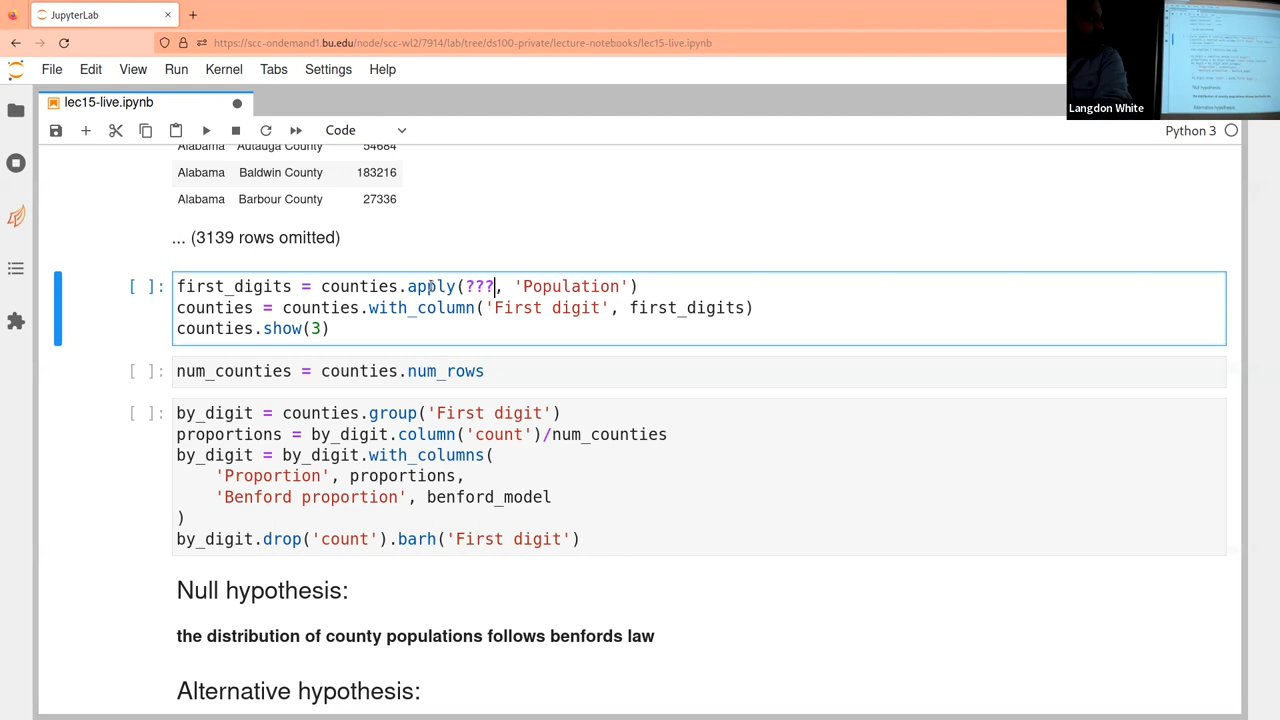 JupyterLab
https://scc-ondemand1.bu.edu/node/scc-wl2/7914/lab/tree/ds100-private/lecture-notebooks/lec15-live.ipynb
File Edit View Run Kernel Tabs Settings Help
Langdon White
lec15-live.ipynb
Code
Python 3
Alabama Autauga County 54684
Alabama Baldwin County 183216
Alabama Barbour County 27336
... (3139 rows omitted)
[ ]: first_digits = counties.apply(???, 'Population')
counties = counties.with_column('First digit', first_digits)
counties.show(3)
[ ]: num_counties = counties.num_rows
[ ]: by_digit = counties.group('First digit')
proportions = by_digit.column('count')/num_counties
by_digit = by_digit.with_columns(
'Proportion', proportions,
'Benford proportion', benford_model
)
by_digit.drop('count').barh('First digit')
Null hypothesis:
the distribution of county populations follows benfords law
Alternative hypothesis: